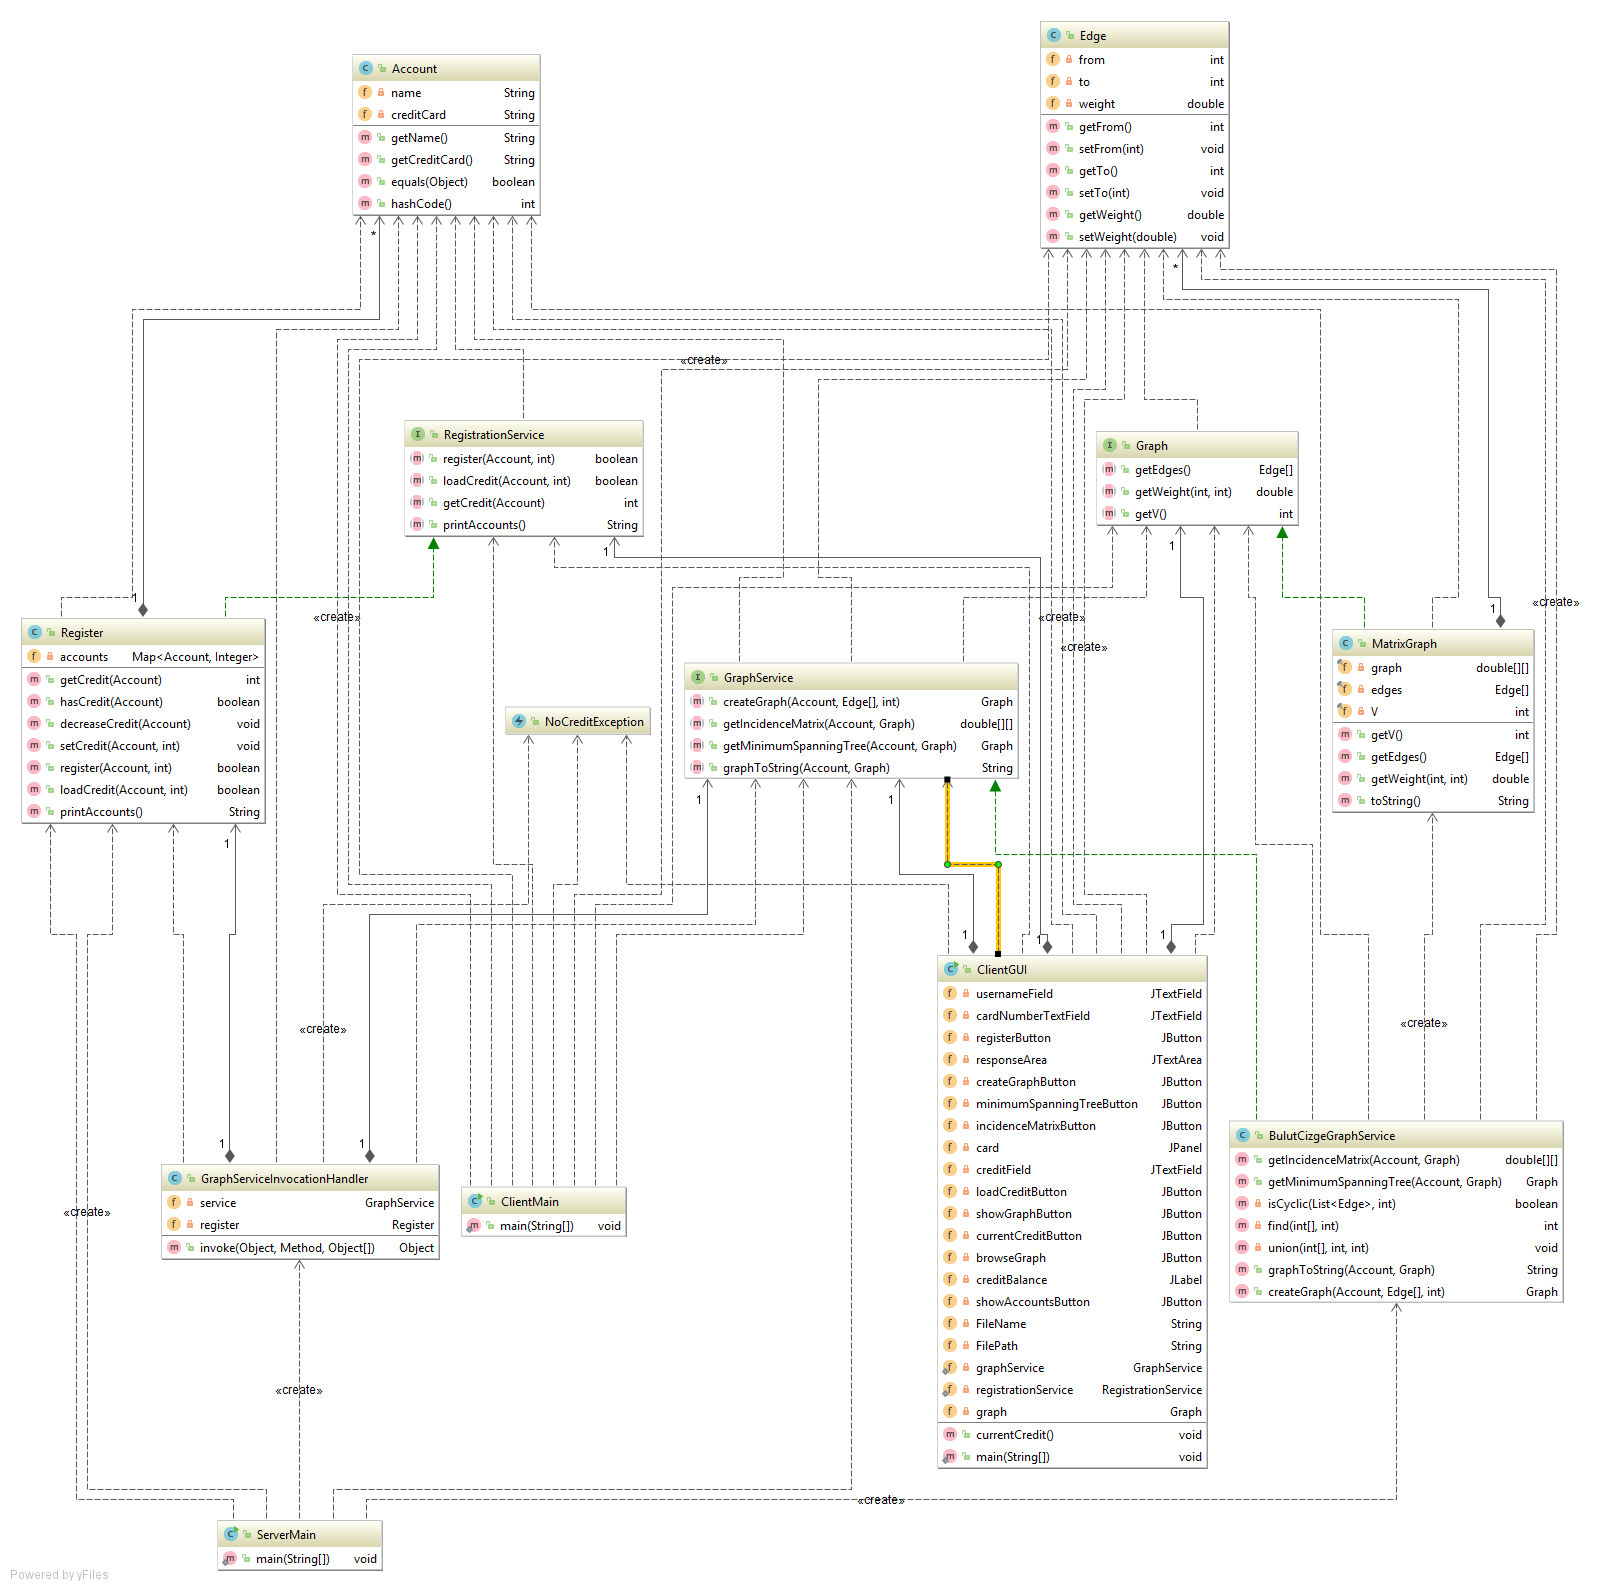 Edge
from int
to int
weight double
getFrom() int
setFrom(int) void
getTo() int
setTo(int) void
getWeight() double
setWeight(double) void
*
Account
name String
creditCard String
getName() String
getCreditCard() String
equals(Object) boolean
hashCode() int
*
«create»
RegistrationService
register(Account, int) boolean
loadCredit(Account, int) boolean
getCredit(Account) int
printAccounts() String
1
Graph
getEdges() Edge[]
getWeight(int, int) double
getV() int
1
1
«create»
«create»
«create»
«create»
1
Register
accounts Map<Account, Integer>
getCredit(Account) int
hasCredit(Account) boolean
decreaseCredit(Account) void
setCredit(Account, int) void
register(Account, int) boolean
loadCredit(Account, int) boolean
printAccounts() String
1
GraphService
createGraph(Account, Edge[], int) Graph
getIncidenceMatrix(Account, Graph) double[][]
getMinimumSpanningTree(Account, Graph) Graph
graphToString(Account, Graph) String
1
1
NoCreditException
MatrixGraph
graph double[][]
edges Edge[]
V int
getV() int
getEdges() Edge[]
getWeight(int, int) double
toString() String
1
1
1
ClientGUI
usernameField JTextField
cardNumberTextField JTextField
registerButton JButton
responseArea JTextArea
createGraphButton JButton
minimumSpanningTreeButton JButton
incidenceMatrixButton JButton
card JPanel
creditField JTextField
loadCreditButton JButton
showGraphButton JButton
currentCreditButton JButton
browseGraph JButton
creditBalance JLabel
showAccountsButton JButton
FileName String
FilePath String
graphService GraphService
registrationService RegistrationService
graph Graph
currentCredit() void
main(String[]) void
«create»
«create»
BulutCizgeGraphService
getIncidenceMatrix(Account, Graph) double[][]
getMinimumSpanningTree(Account, Graph) Graph
isCyclic(List<Edge>, int) boolean
find(int[], int) int
union(int[], int, int) void
graphToString(Account, Graph) String
createGraph(Account, Edge[], int) Graph
1
1
GraphServiceInvocationHandler
service GraphService
register Register
invoke(Object, Method, Object[]) Object
ClientMain
main(String[]) void
«create»
«create»
«create»
ServerMain
main(String[]) void
Powered by yFiles